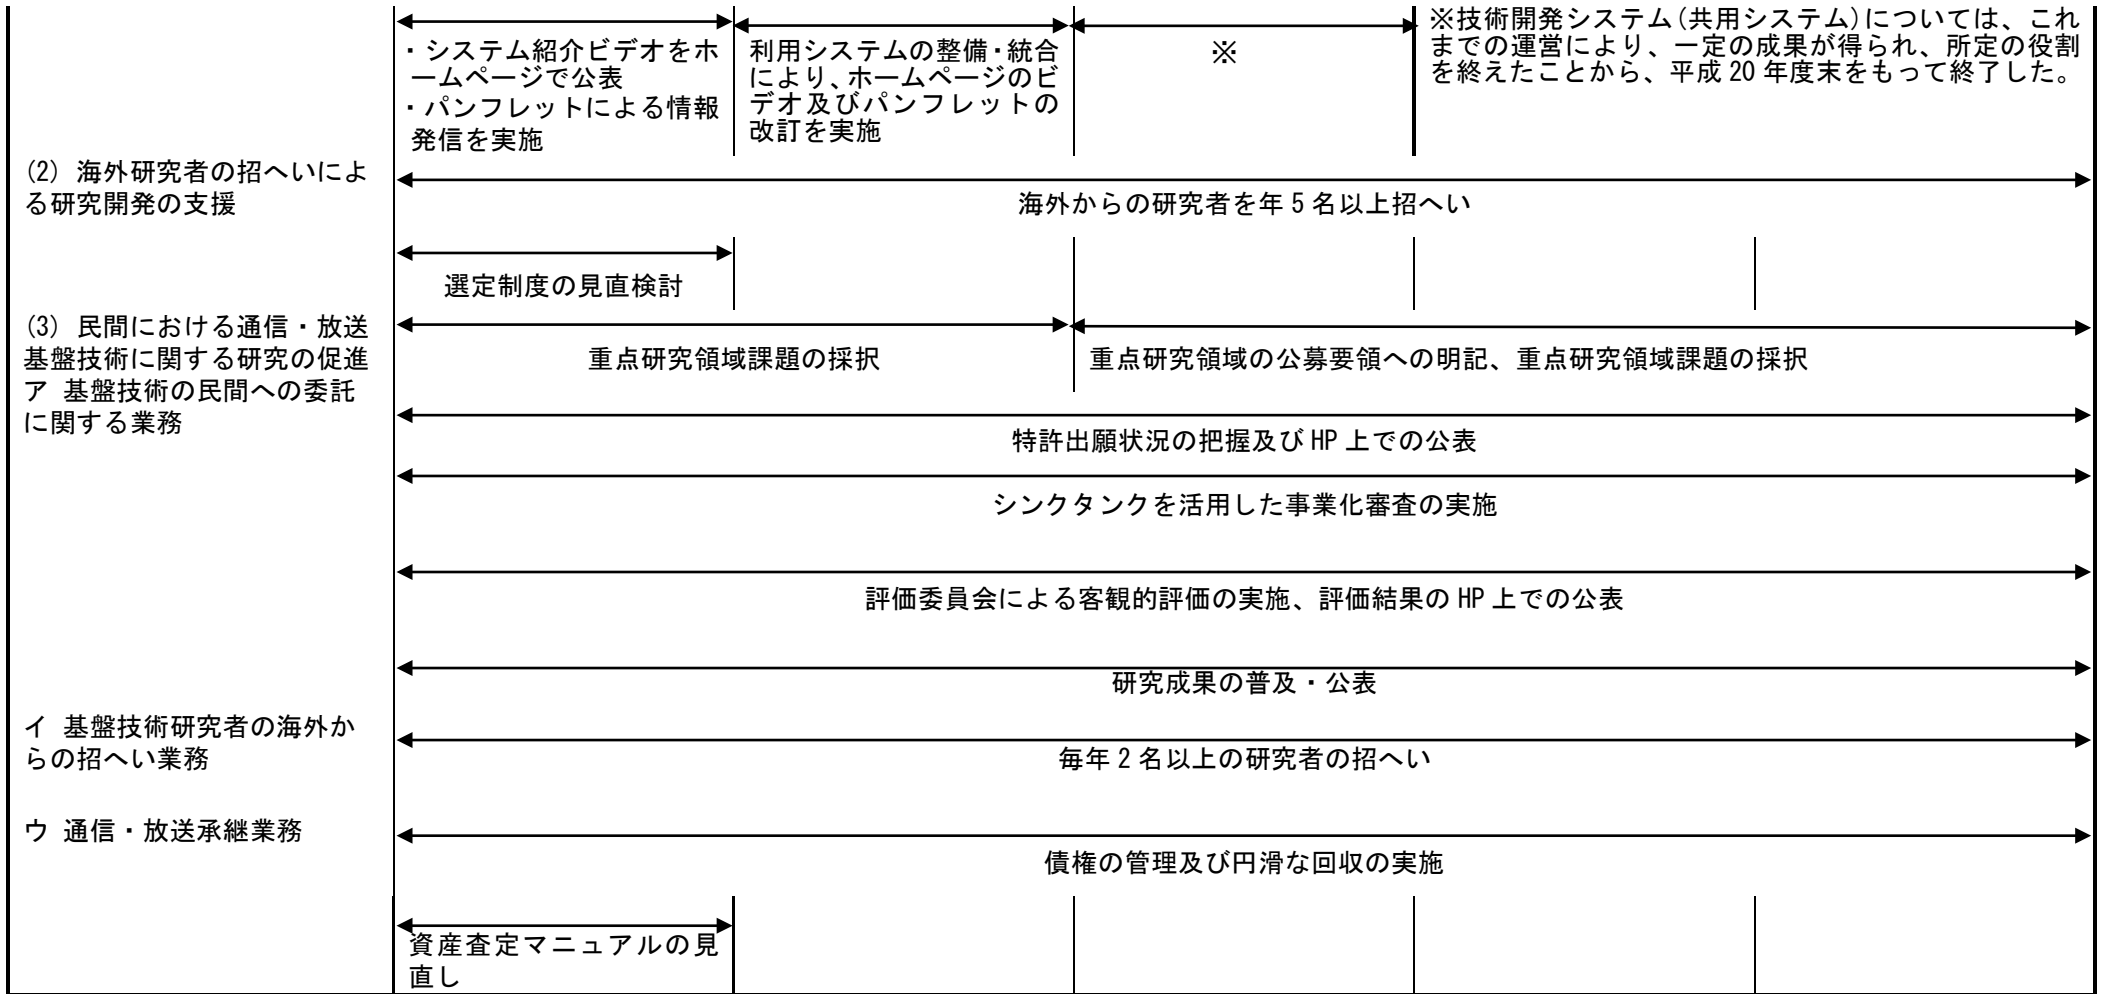 ・システム紹介ビデオをホ
ームページで公表
・パンフレットによる情報
発信を実施
利用システムの整備・統合
により、ホームページのビ
デオ及びパンフレットの
改訂を実施
※
※技術開発システム(共用システム)については、これ
までの運営により、一定の成果が得られ、所定の役割
を終えたことから、平成 20 年度末をもって終了した。
(2) 海外研究者の招へいによ
る研究開発の支援
海外からの研究者を年 5 名以上招へい
選定制度の見直検討
(3) 民間における通信・放送
基盤技術に関する研究の促進
ア 基盤技術の民間への委託
に関する業務
重点研究領域課題の採択
重点研究領域の公募要領への明記、重点研究領域課題の採択
特許出願状況の把握及び HP 上での公表
シンクタンクを活用した事業化審査の実施
評価委員会による客観的評価の実施、評価結果の HP 上での公表
研究成果の普及・公表
イ 基盤技術研究者の海外か
らの招へい業務
毎年 2 名以上の研究者の招へい
ウ 通信・放送承継業務
債権の管理及び円滑な回収の実施
資産査定マニュアルの見
直し